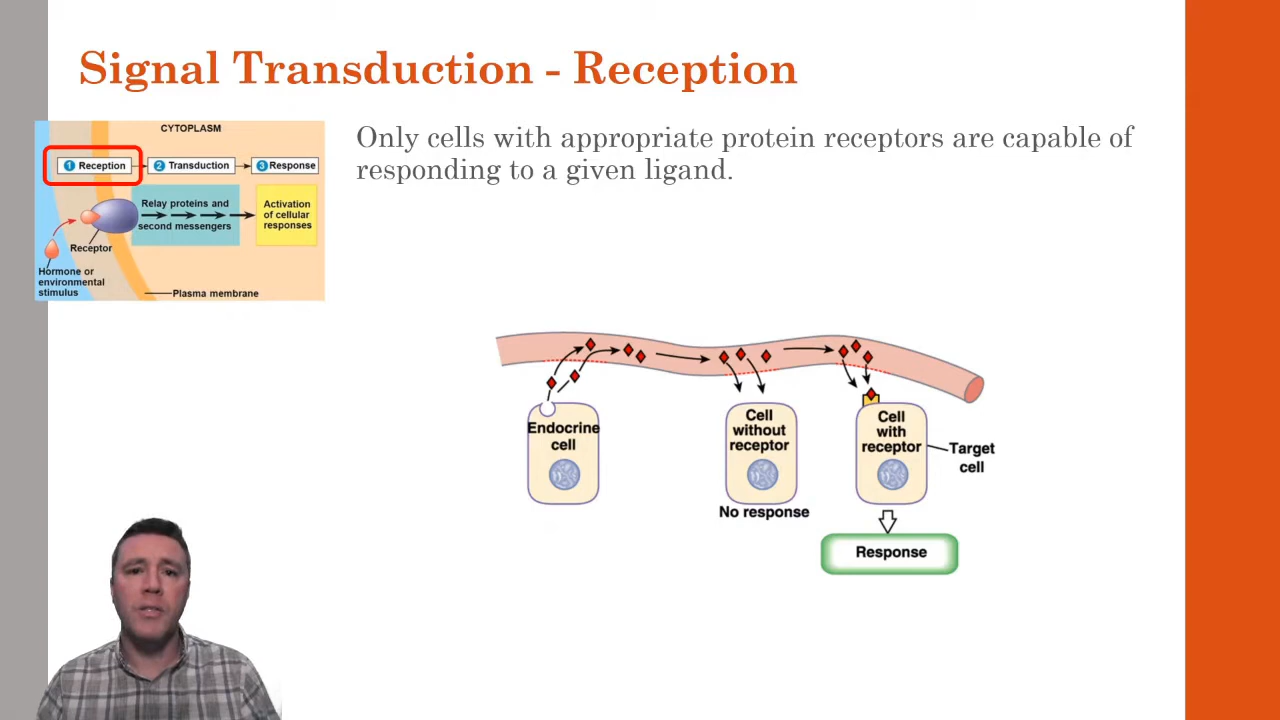 Signal Transduction - Reception
CYTOPLASM
1 Reception
2 Transduction
3 Response
Relay proteins and
second messengers
Activation
of cellular
responses
Receptor
Hormone or
environmental
stimulus
Plasma membrane
Only cells with appropriate protein receptors are capable of
responding to a given ligand.
Endocrine
cell
Cell
without
receptor
No response
Cell
with
receptor
Target
cell
Response